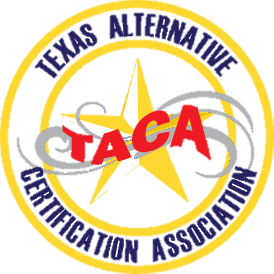 TEXAS ALTERNATIVE
TACA
CERTIFICATION ASSOCIATION